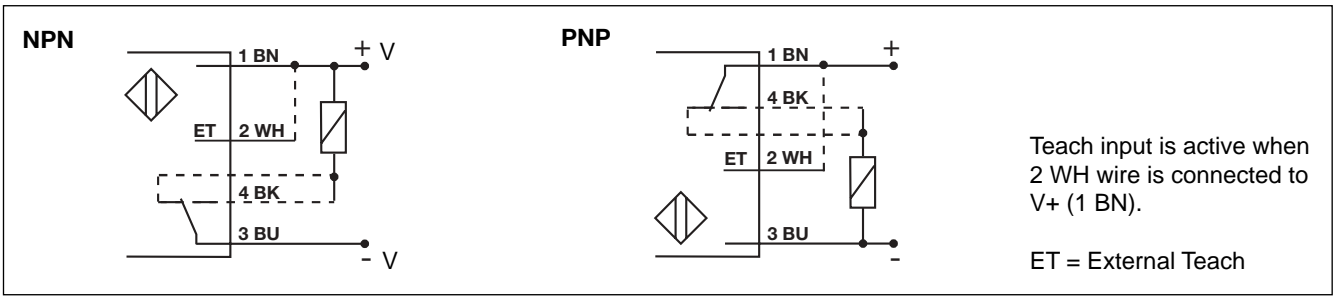 NPN
1 BN
+ V
ET 2 WH
4 BK
3 BU
- V
PNP
1 BN
+
4 BK
ET 2 WH
3 BU
-
Teach input is active when
2 WH wire is connected to
V+ (1 BN).
ET = External Teach